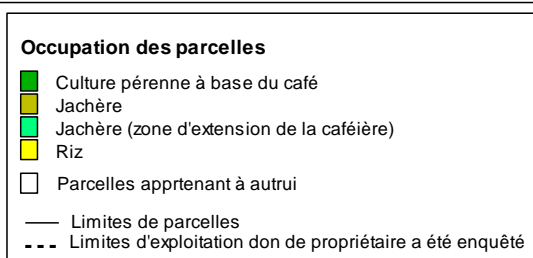 Occupation des parcelles
Culture pérenne à base du café
Jachère
Jachère (zone d'extension de la caféière)
Riz
Parcelles apprtenant à autrui
Limites de parcelles
Limites d'exploitation don de propriétaire a été enquêté